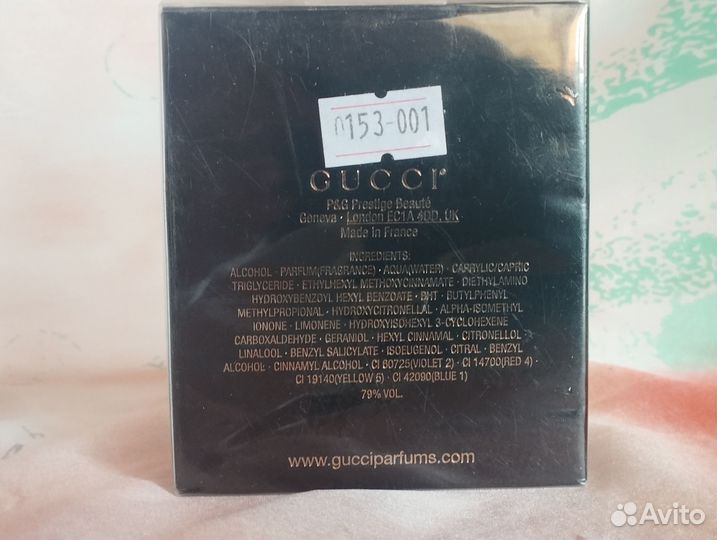 0153-001
GUCCI
P&G Prestige Beauté
Geneva · London EC1A 4DD, UK
Made in France
INGREDIENTS:
ALCOHOL · PARFUM(FRAGRANCE) · AQUA(WATER) · CARRYLIC/CAPRIC
TRIGLYCERIDE · ETHYLHEXYL METHOXYCINNAMATE · DIETHYLAMINO
HYDROXYBENZOYL HEXYL BENZOATE · BHT · BUTYLPHENYL
METHYLPROPIONAL · HYDROXYCITRONELLAL · ALPHA-ISOMETHYL
IONONE · LIMONENE · HYDROXYISOHEXYL 3-CYCLOHEXENE
CARBOXALDEHYDE · GERANIOL · HEXYL CINNAMAL · CITRONELLOL
LINALOOL · BENZYL SALICYLATE · ISOEUGENOL · CITRAL · BENZYL
ALCOHOL · CINNAMYL ALCOHOL · CI 60725(VIOLET 2) · CI 14700(RED 4) ·
CI 19140(YELLOW 5) · CI 42090(BLUE 1)
79% VOL.
www.gucciparfums.com
Avito